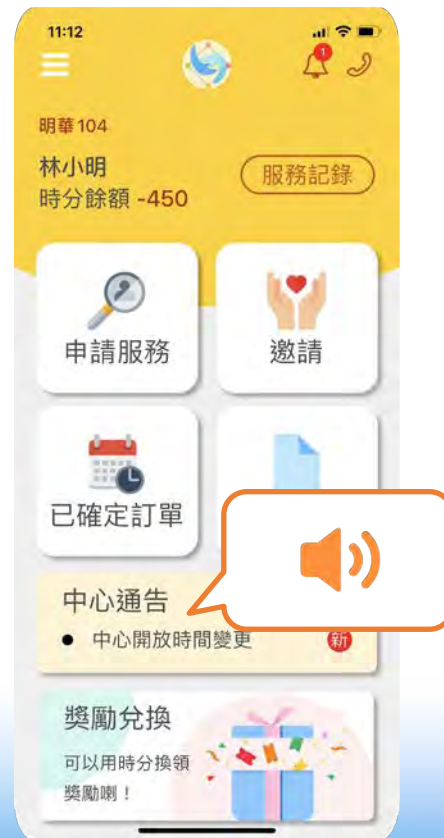 11:12
1
明華104
林小明
時分餘額 -450
服務記錄
申請服務
邀請
已確定訂單
中心通告
• 中心開放時間變更
新
獎勵兌換
可以用時分換領
獎勵喇！